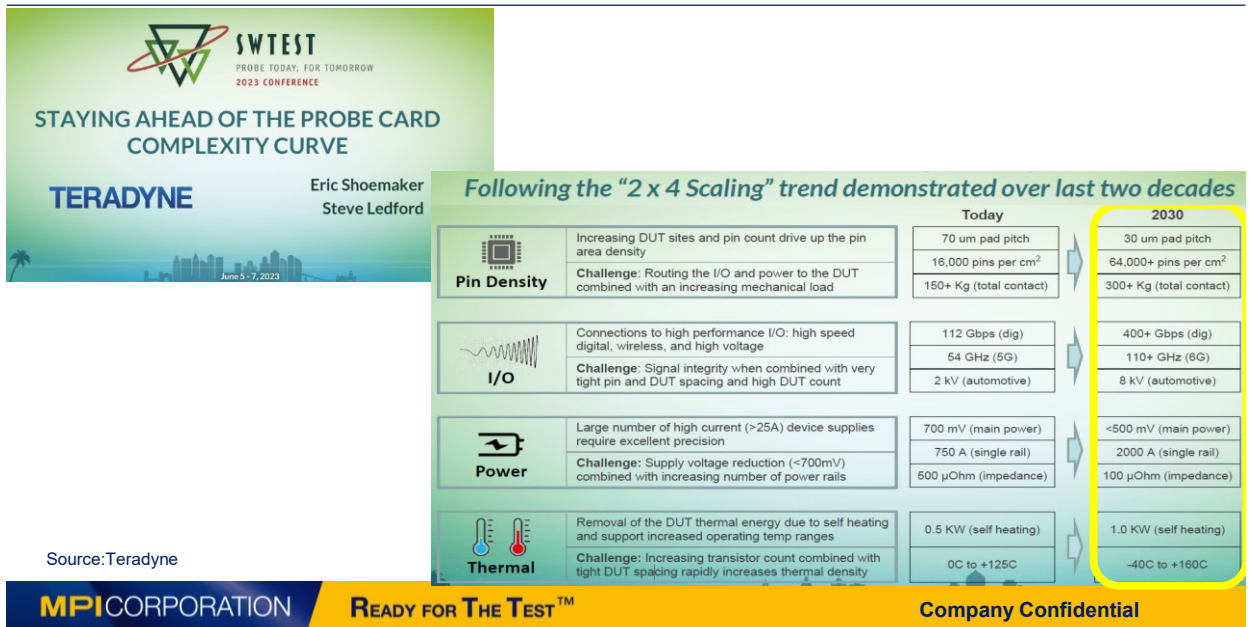 SWTEST
PROBE TODAY, FOR TOMORROW
2023 CONFERENCE
STAYING AHEAD OF THE PROBE CARD
COMPLEXITY CURVE
TERADYNE
Eric Shoemaker
Steve Ledford
June 5 - 7, 2023
Following the “2 x 4 Scaling” trend demonstrated over last two decades
Today
2030
Pin Density
Increasing DUT sites and pin count drive up the pin
area density
Challenge: Routing the I/O and power to the DUT
combined with an increasing mechanical load
70 um pad pitch
16,000 pins per cm²
150+ Kg (total contact)
30 um pad pitch
64,000+ pins per cm²
300+ Kg (total contact)
I/O
Connections to high performance I/O: high speed
digital, wireless, and high voltage
Challenge: Signal integrity when combined with very
tight pin and DUT spacing and high DUT count
112 Gbps (dig)
54 GHz (5G)
2 kV (automotive)
400+ Gbps (dig)
110+ GHz (6G)
8 kV (automotive)
Power
Large number of high current (>25A) device supplies
require excellent precision
Challenge: Supply voltage reduction (<700mV)
combined with increasing number of power rails
700 mV (main power)
750 A (single rail)
500 µOhm (impedance)
<500 mV (main power)
2000 A (single rail)
100 µOhm (impedance)
Thermal
Removal of the DUT thermal energy due to self heating
and support increased operating temp ranges
Challenge: Increasing transistor count combined with
tight DUT spacing rapidly increases thermal density
0.5 KW (self heating)
0C to +125C
1.0 KW (self heating)
-40C to +160C
Source:Teradyne
MPI CORPORATION
READY FOR THE TEST™
Company Confidential